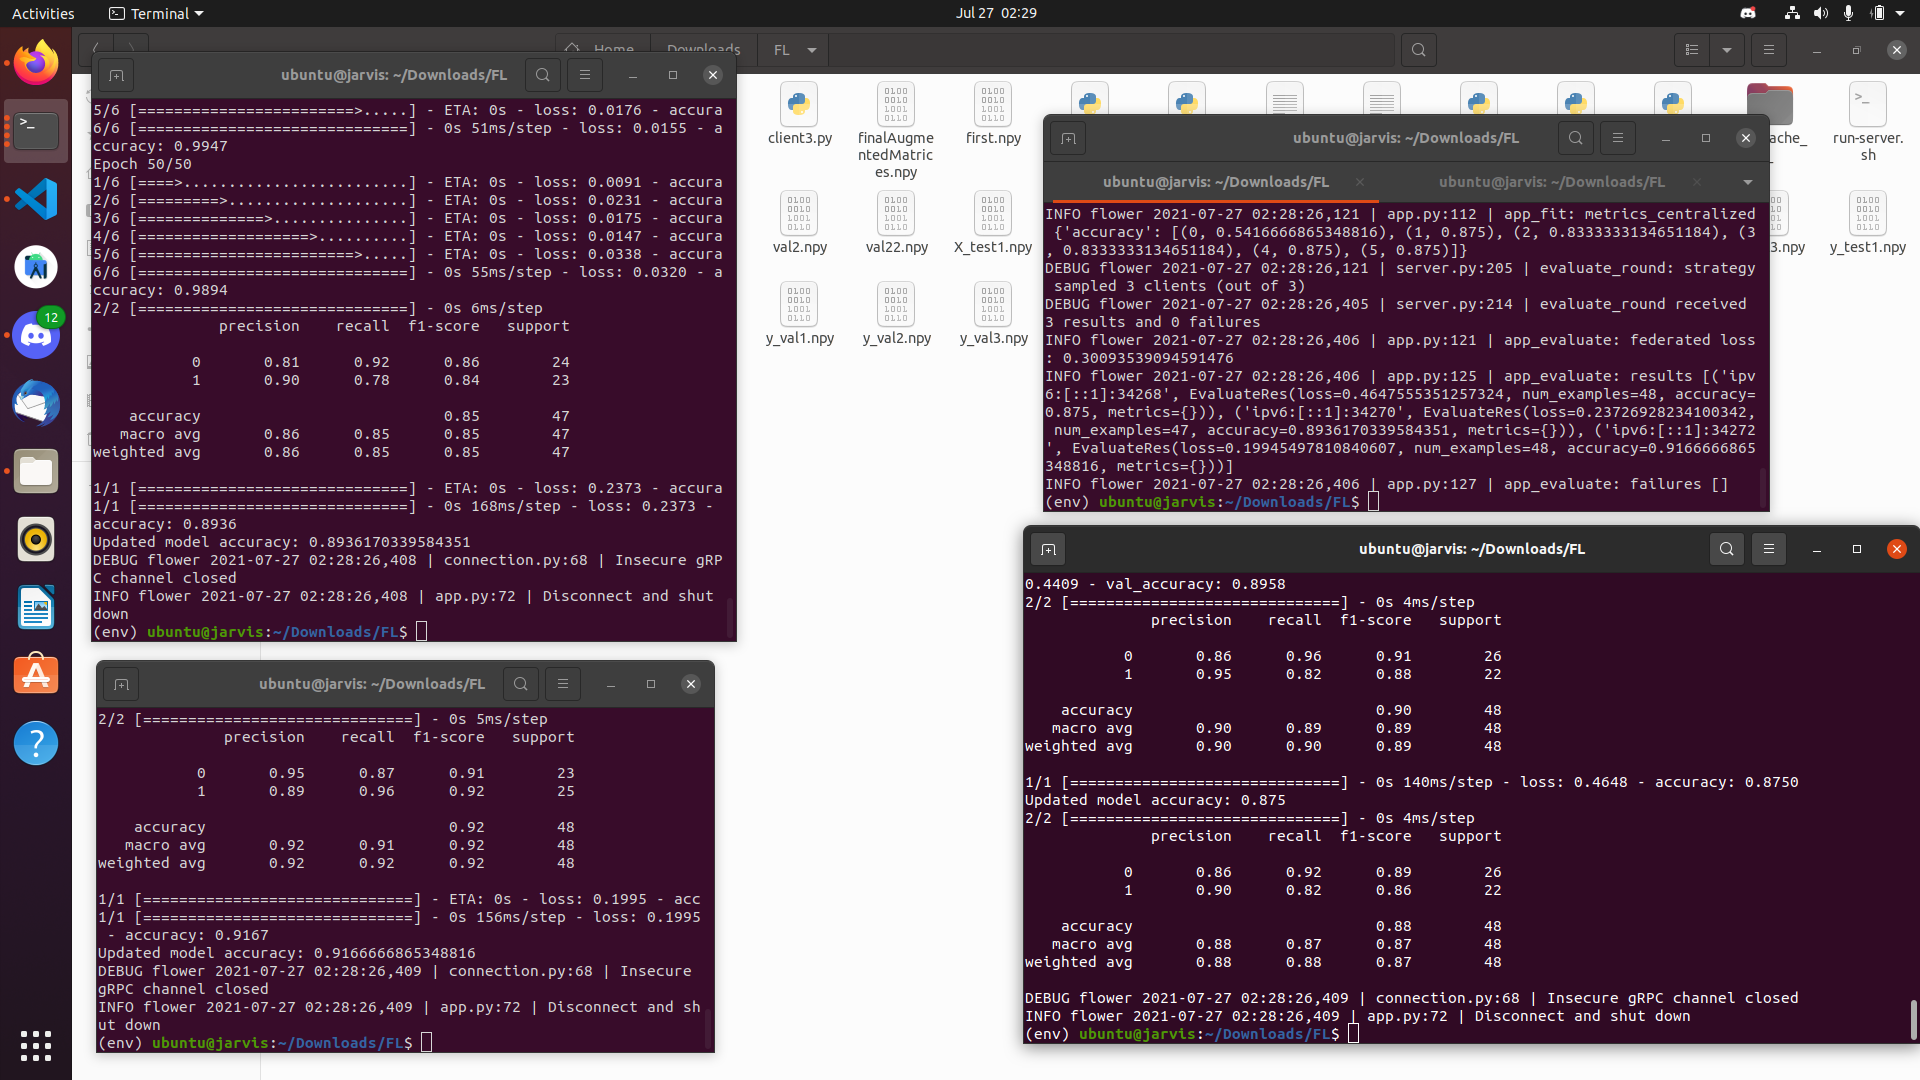 Activities
Terminal
Jul 27  02:29
Home
Downloads
FL
12
client3.py
finalAugme
ntedMatric
es.npy
first.npy
run-server.
sh
val2.npy
val22.npy
X_test1.npy
3.npy
y_test1.npy
y_val1.npy
y_val2.npy
y_val3.npy
ubuntu@jarvis: ~/Downloads/FL
5/6 [========================>.....] - ETA: 0s - loss: 0.0176 - accura
6/6 [==============================] - 0s 51ms/step - loss: 0.0155 - a
ccuracy: 0.9947
Epoch 50/50
1/6 [====>.........................] - ETA: 0s - loss: 0.0091 - accura
2/6 [=========>....................] - ETA: 0s - loss: 0.0231 - accura
3/6 [==============>...............] - ETA: 0s - loss: 0.0175 - accura
4/6 [===================>..........] - ETA: 0s - loss: 0.0147 - accura
5/6 [========================>.....] - ETA: 0s - loss: 0.0338 - accura
6/6 [==============================] - 0s 55ms/step - loss: 0.0320 - a
ccuracy: 0.9894
2/2 [==============================] - 0s 6ms/step
              precision    recall  f1-score   support
           0       0.81      0.92      0.86        24
           1       0.90      0.78      0.84        23
    accuracy                           0.85        47
   macro avg       0.86      0.85      0.85        47
weighted avg       0.86      0.85      0.85        47
1/1 [==============================] - ETA: 0s - loss: 0.2373 - accura
1/1 [==============================] - 0s 168ms/step - loss: 0.2373 -
accuracy: 0.8936
Updated model accuracy: 0.8936170339584351
DEBUG flower 2021-07-27 02:28:26,408 | connection.py:68 | Insecure gRP
C channel closed
INFO flower 2021-07-27 02:28:26,408 | app.py:72 | Disconnect and shut
down
(env) ubuntu@jarvis:~/Downloads/FL$
ubuntu@jarvis: ~/Downloads/FL
ubuntu@jarvis: ~/Downloads/FL
ubuntu@jarvis: ~/Downloads/FL
INFO flower 2021-07-27 02:28:26,121 | app.py:112 | app_fit: metrics_centralized
 {'accuracy': [(0, 0.5416666865348816), (1, 0.875), (2, 0.8333333134651184), (3
, 0.8333333134651184), (4, 0.875), (5, 0.875)]}
DEBUG flower 2021-07-27 02:28:26,121 | server.py:205 | evaluate_round: strategy
 sampled 3 clients (out of 3)
DEBUG flower 2021-07-27 02:28:26,405 | server.py:214 | evaluate_round received
3 results and 0 failures
INFO flower 2021-07-27 02:28:26,406 | app.py:121 | app_evaluate: federated loss
: 0.30093539094591476
INFO flower 2021-07-27 02:28:26,406 | app.py:125 | app_evaluate: results [('ipv
6:[::1]:34268', EvaluateRes(loss=0.4647555351257324, num_examples=48, accuracy=
0.875, metrics={})), ('ipv6:[::1]:34270', EvaluateRes(loss=0.23726928234100342,
 num_examples=47, accuracy=0.8936170339584351, metrics={})), ('ipv6:[::1]:34272
', EvaluateRes(loss=0.19945497810840607, num_examples=48, accuracy=0.9166666865
348816, metrics={}))]
INFO flower 2021-07-27 02:28:26,406 | app.py:127 | app_evaluate: failures []
(env) ubuntu@jarvis:~/Downloads/FL$
ubuntu@jarvis: ~/Downloads/FL
2/2 [==============================] - 0s 5ms/step
              precision    recall  f1-score   support
           0       0.95      0.87      0.91        23
           1       0.89      0.96      0.92        25
    accuracy                           0.92        48
   macro avg       0.92      0.91      0.92        48
weighted avg       0.92      0.92      0.92        48
1/1 [==============================] - ETA: 0s - loss: 0.1995 - acc
1/1 [==============================] - 0s 156ms/step - loss: 0.1995
 - accuracy: 0.9167
Updated model accuracy: 0.9166666865348816
DEBUG flower 2021-07-27 02:28:26,409 | connection.py:68 | Insecure
gRPC channel closed
INFO flower 2021-07-27 02:28:26,409 | app.py:72 | Disconnect and sh
ut down
(env) ubuntu@jarvis:~/Downloads/FL$
ubuntu@jarvis: ~/Downloads/FL
0.4409 - val_accuracy: 0.8958
2/2 [==============================] - 0s 4ms/step
              precision    recall  f1-score   support
           0       0.86      0.96      0.91        26
           1       0.95      0.82      0.88        22
    accuracy                           0.90        48
   macro avg       0.90      0.89      0.89        48
weighted avg       0.90      0.90      0.89        48
1/1 [==============================] - 0s 140ms/step - loss: 0.4648 - accuracy: 0.8750
Updated model accuracy: 0.875
2/2 [==============================] - 0s 4ms/step
              precision    recall  f1-score   support
           0       0.86      0.92      0.89        26
           1       0.90      0.82      0.86        22
    accuracy                           0.88        48
   macro avg       0.88      0.87      0.87        48
weighted avg       0.88      0.88      0.87        48
DEBUG flower 2021-07-27 02:28:26,409 | connection.py:68 | Insecure gRPC channel closed
INFO flower 2021-07-27 02:28:26,409 | app.py:72 | Disconnect and shut down
(env) ubuntu@jarvis:~/Downloads/FL$